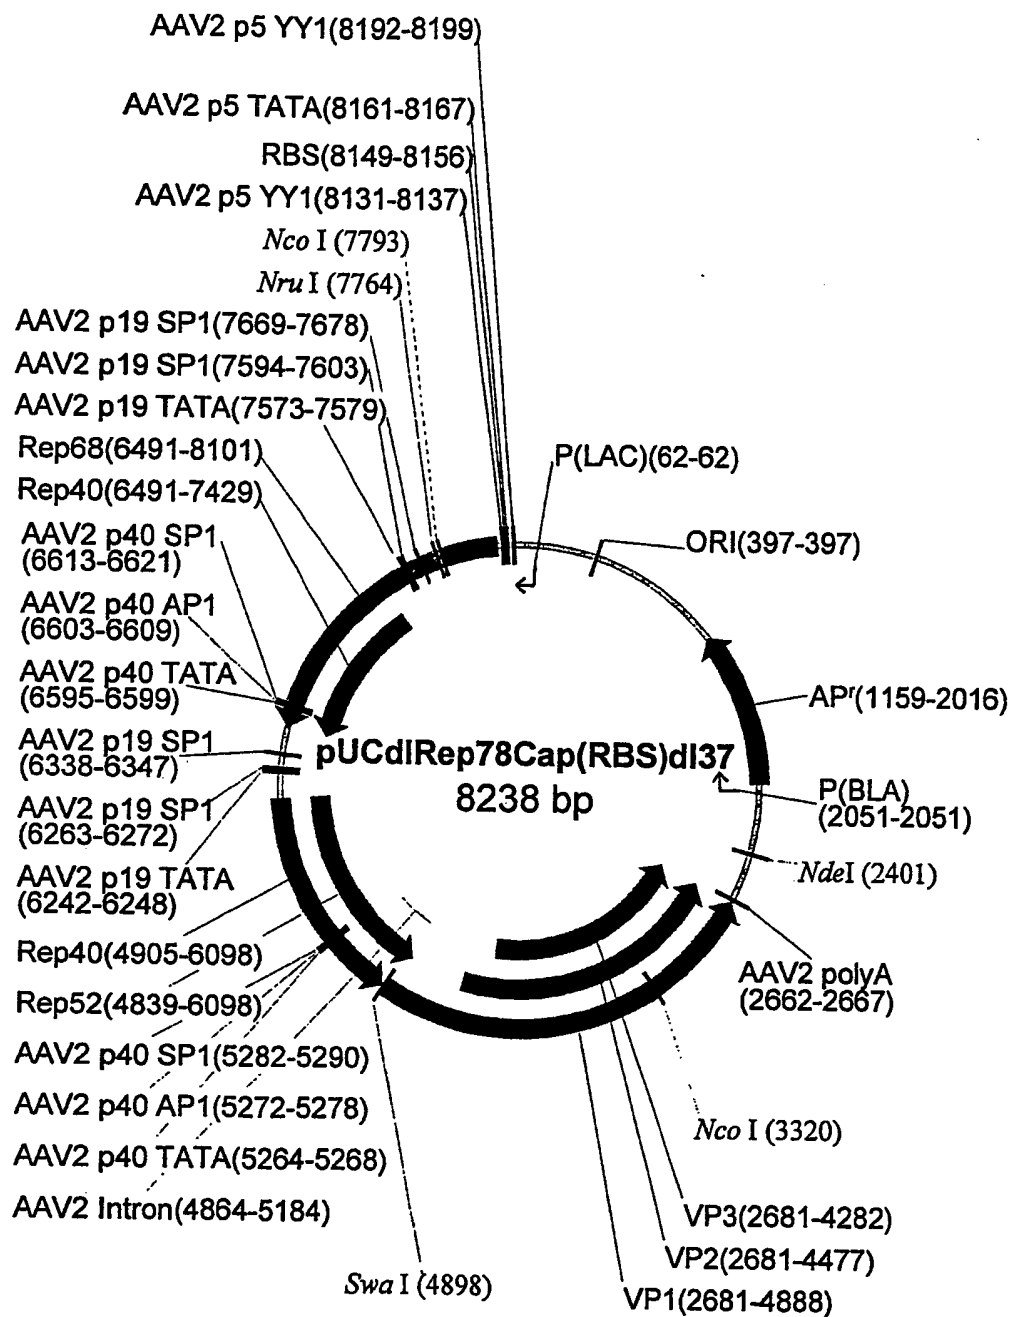 AAV2 p5 YY1(8192-8199)
AAV2 p5 TATA(8161-8167)
RBS(8149-8156)
AAV2 p5 YY1(8131-8137)
Nco I (7793)
Nru I (7764)
AAV2 p19 SP1(7669-7678)
AAV2 p19 SP1(7594-7603)
AAV2 p19 TATA(7573-7579)
Rep68(6491-8101)
Rep40(6491-7429)
AAV2 p40 SP1
(6613-6621)
AAV2 p40 AP1
(6603-6609)
AAV2 p40 TATA
(6595-6599)
AAV2 p19 SP1
(6338-6347)
AAV2 p19 SP1
(6263-6272)
AAV2 p19 TATA
(6242-6248)
Rep40(4905-6098)
Rep52(4839-6098)
AAV2 p40 SP1(5282-5290)
AAV2 p40 AP1(5272-5278)
AAV2 p40 TATA(5264-5268)
AAV2 Intron(4864-5184)
Swa I (4898)
P(LAC)(62-62)
ORI(397-397)
APʳ(1159-2016)
pUCdlRep78Cap(RBS)dl37
8238 bp
P(BLA)
(2051-2051)
NdeI (2401)
AAV2 polyA
(2662-2667)
Nco I (3320)
VP3(2681-4282)
VP2(2681-4477)
VP1(2681-4888)